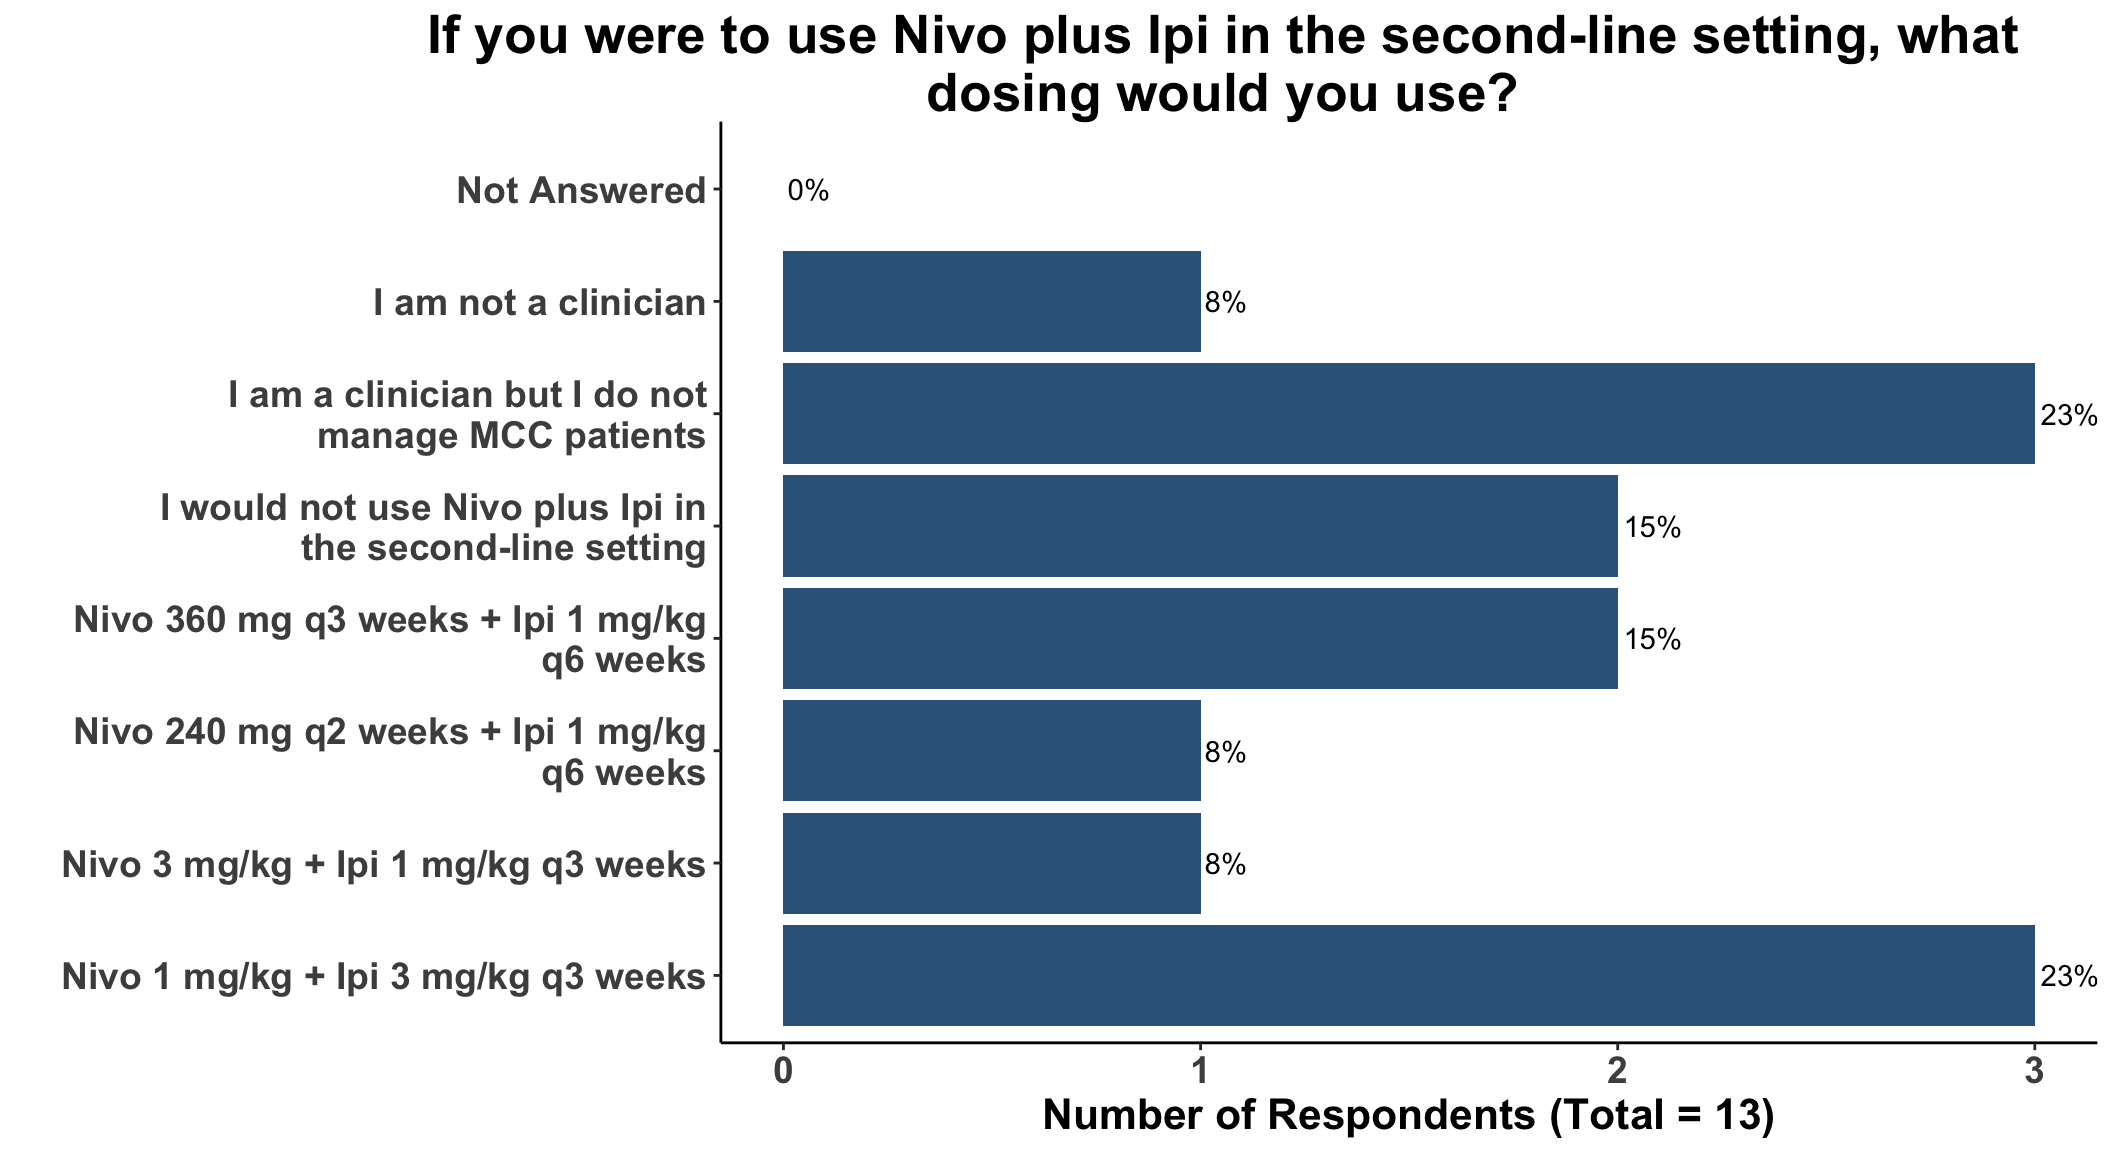 If you were to use Nivo plus Ipi in the second-line setting, what
dosing would you use?
Not Answered
0%
I am not a clinician
8%
I am a clinician but I do not
manage MCC patients
23%
I would not use Nivo plus Ipi in
the second-line setting
15%
Nivo 360 mg q3 weeks + Ipi 1 mg/kg
q6 weeks
15%
Nivo 240 mg q2 weeks + Ipi 1 mg/kg
q6 weeks
8%
Nivo 3 mg/kg + Ipi 1 mg/kg q3 weeks
8%
Nivo 1 mg/kg + Ipi 3 mg/kg q3 weeks
23%
0 1 2 3
Number of Respondents (Total = 13)